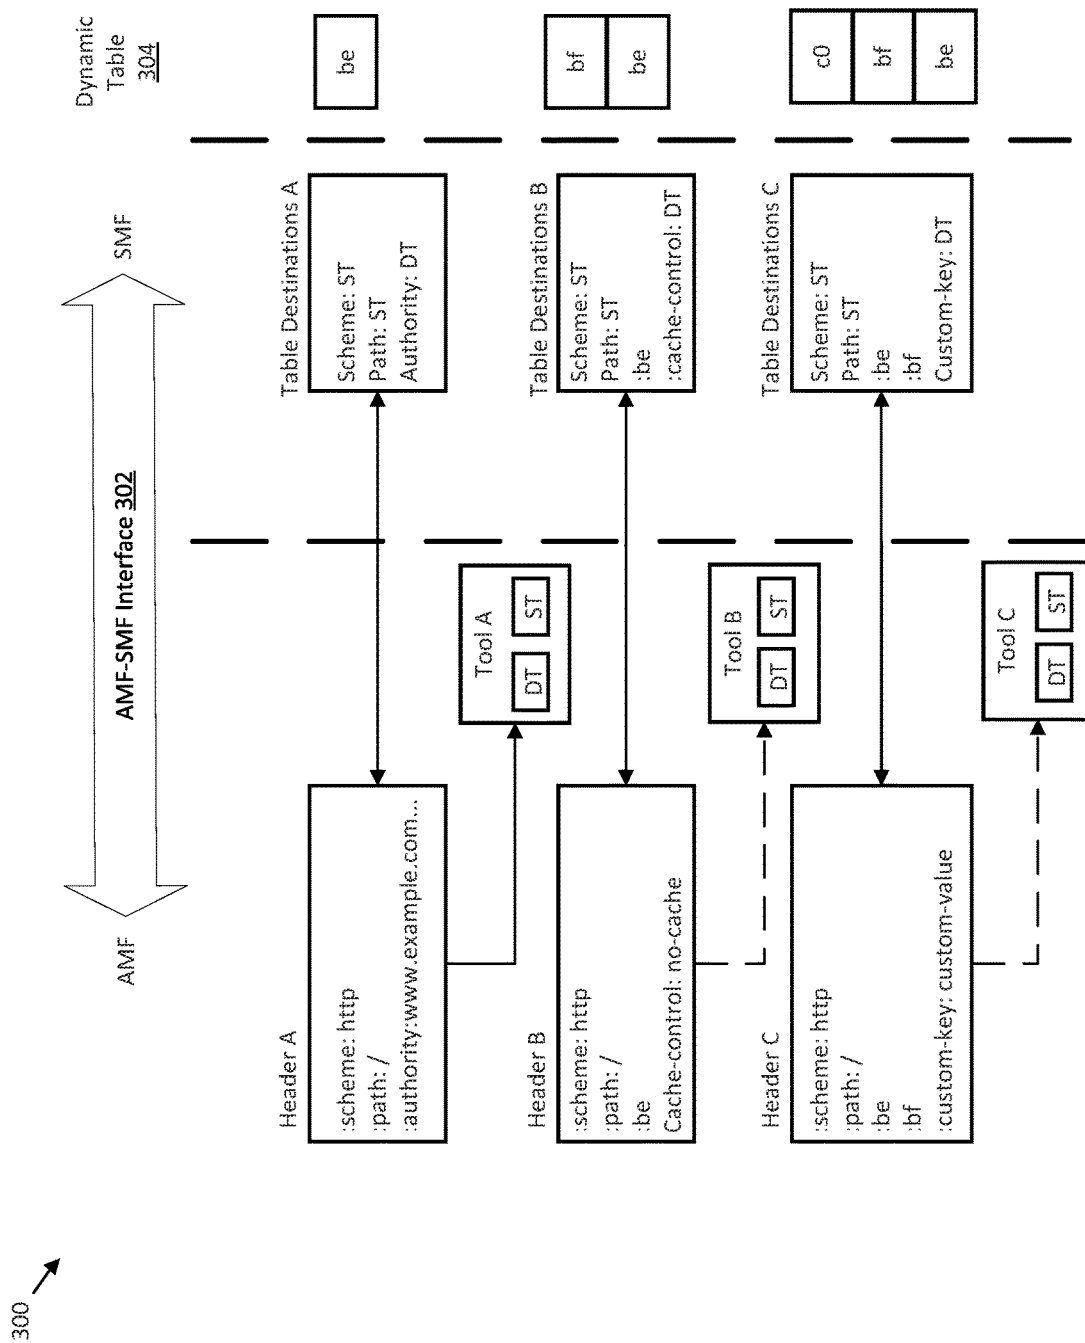 300
AMF
AMF-SMF Interface 302
SMF
Dynamic
Table
304
Header A
:scheme: http
:path: /
:authority:www.example.com...
Tool A
DT
ST
Table Destinations A
Scheme: ST
Path: ST
Authority: DT
be
Header B
:scheme: http
:path: /
:be
Cache-control: no-cache
Tool B
DT
ST
Table Destinations B
Scheme: ST
Path: ST
:be
:cache-control: DT
bf
be
Header C
:scheme: http
:path: /
:be
:bf
:custom-key: custom-value
Tool C
DT
ST
Table Destinations C
Scheme: ST
Path: ST
:be
:bf
Custom-key: DT
c0
bf
be